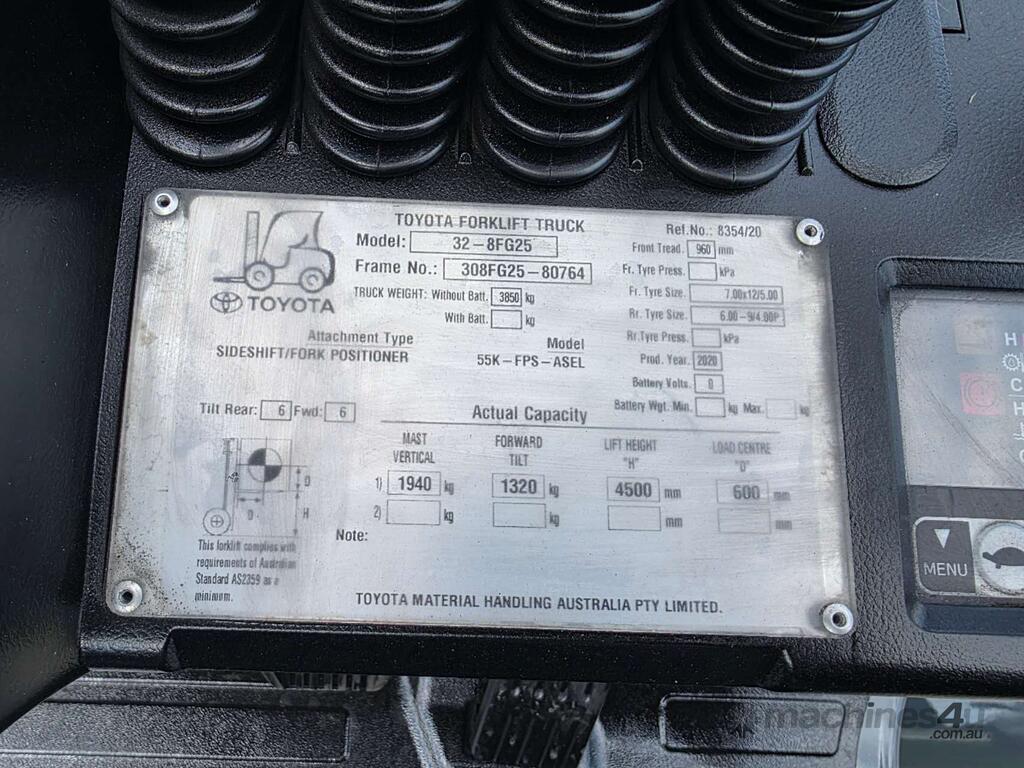 TOYOTA FORKLIFT TRUCK
Ref.No.: 8354/20
Model: 32-8FG25
Front Tread. 960 mm
Frame No.: 308FG25-80764
Fr. Tyre Press. kPa
TOYOTA
TRUCK WEIGHT: Without Batt. 3850 kg
Fr. Tyre Size. 7.00x12/5.00
With Batt. kg
Rr. Tyre Size. 6.00-9/4.00P
Attachment Type
Model
Rr. Tyre Press. kPa
SIDESHIFT/FORK POSITIONER
55K-FPS-ASEL
Prod. Year. 2020
Battery Volts. 0
Tilt Rear: 6 Fwd: 6
Actual Capacity
Battery Wgt. Min. kg Max. kg
MAST VERTICAL
FORWARD TILT
LIFT HEIGHT "H"
LOAD CENTRE "D"
1) 1940 kg 1320 kg 4500 mm 600 mm
2) kg kg mm mm
D
D H
Note:
This forklift complies with
requirements of Australian
Standard AS2359 as a
minimum.
TOYOTA MATERIAL HANDLING AUSTRALIA PTY LIMITED.
H
C
H
MENU
machines4u
.com.au